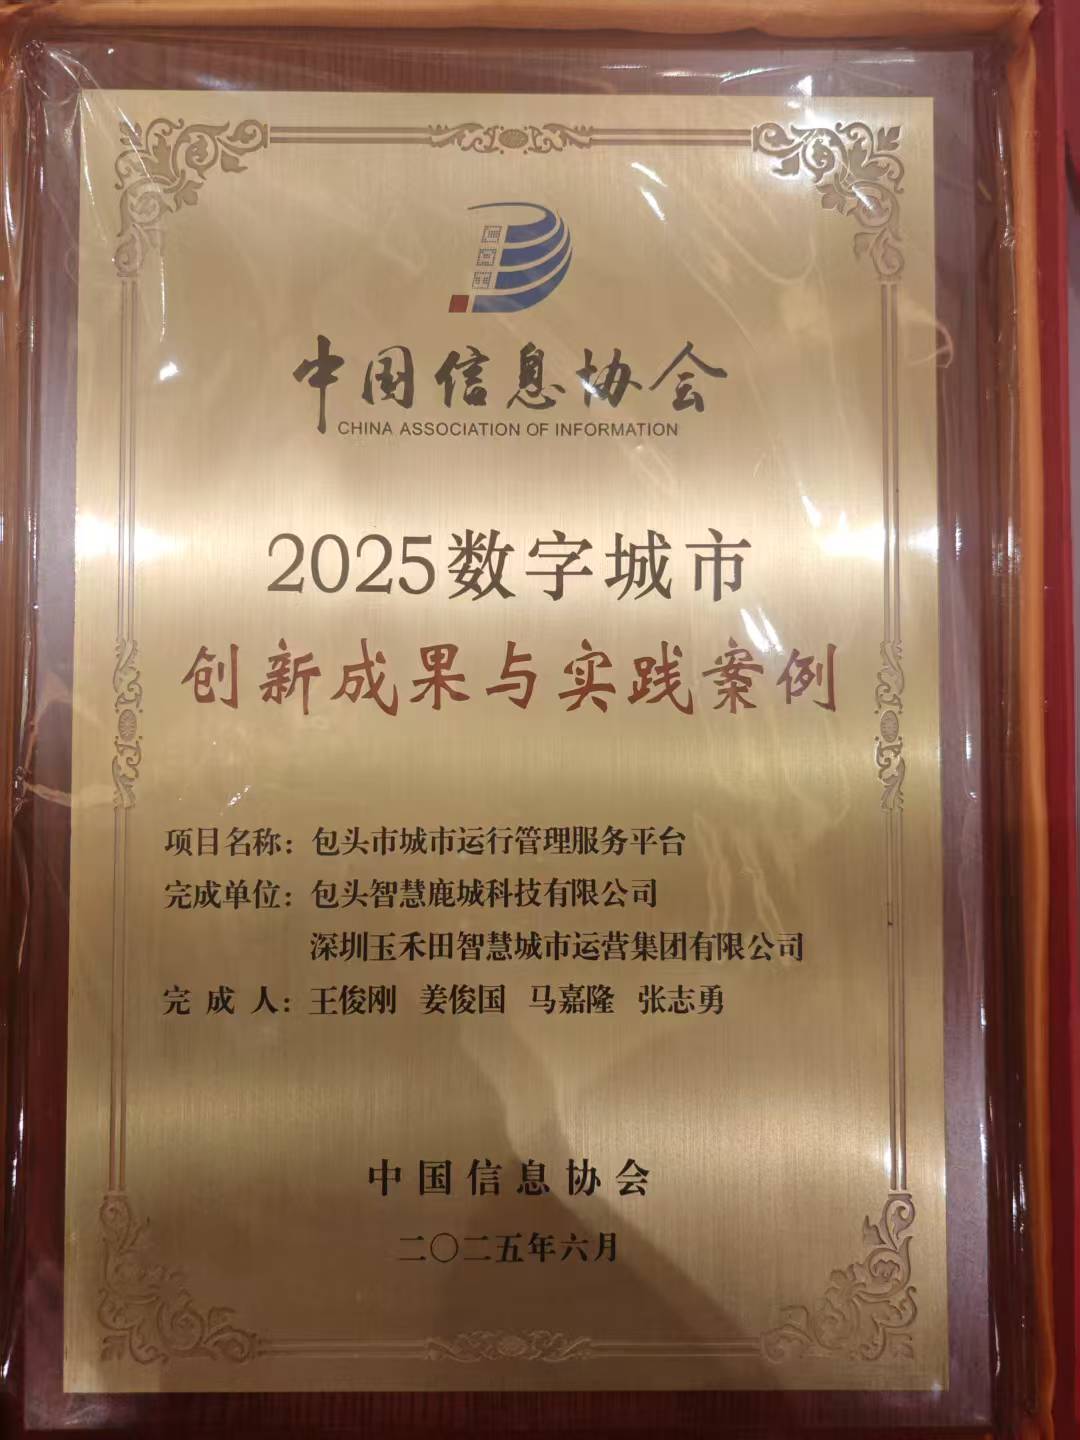 中国信息协会
CHINA ASSOCIATION OF INFORMATION
2025数字城市
创新成果与实践案例
项目名称：包头市城市运行管理服务平台
完成单位：包头智慧鹿城科技有限公司
深圳玉禾田智慧城市运营集团有限公司
完成人：王俊刚 姜俊国 马嘉隆 张志勇
中国信息协会
二〇二五年六月